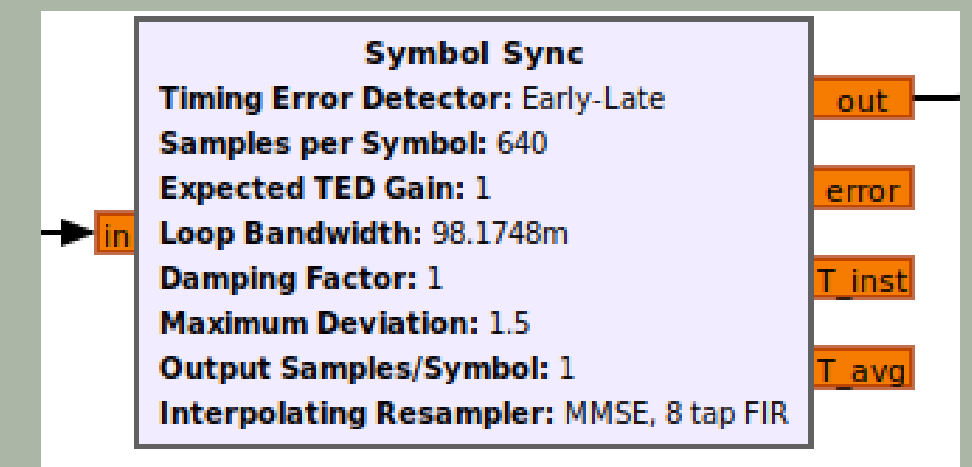 Symbol Sync
Timing Error Detector: Early-Late
Samples per Symbol: 640
Expected TED Gain: 1
Loop Bandwidth: 98.1748m
Damping Factor: 1
Maximum Deviation: 1.5
Output Samples/Symbol: 1
Interpolating Resampler: MMSE, 8 tap FIR
in
out
error
T_inst
T_avg